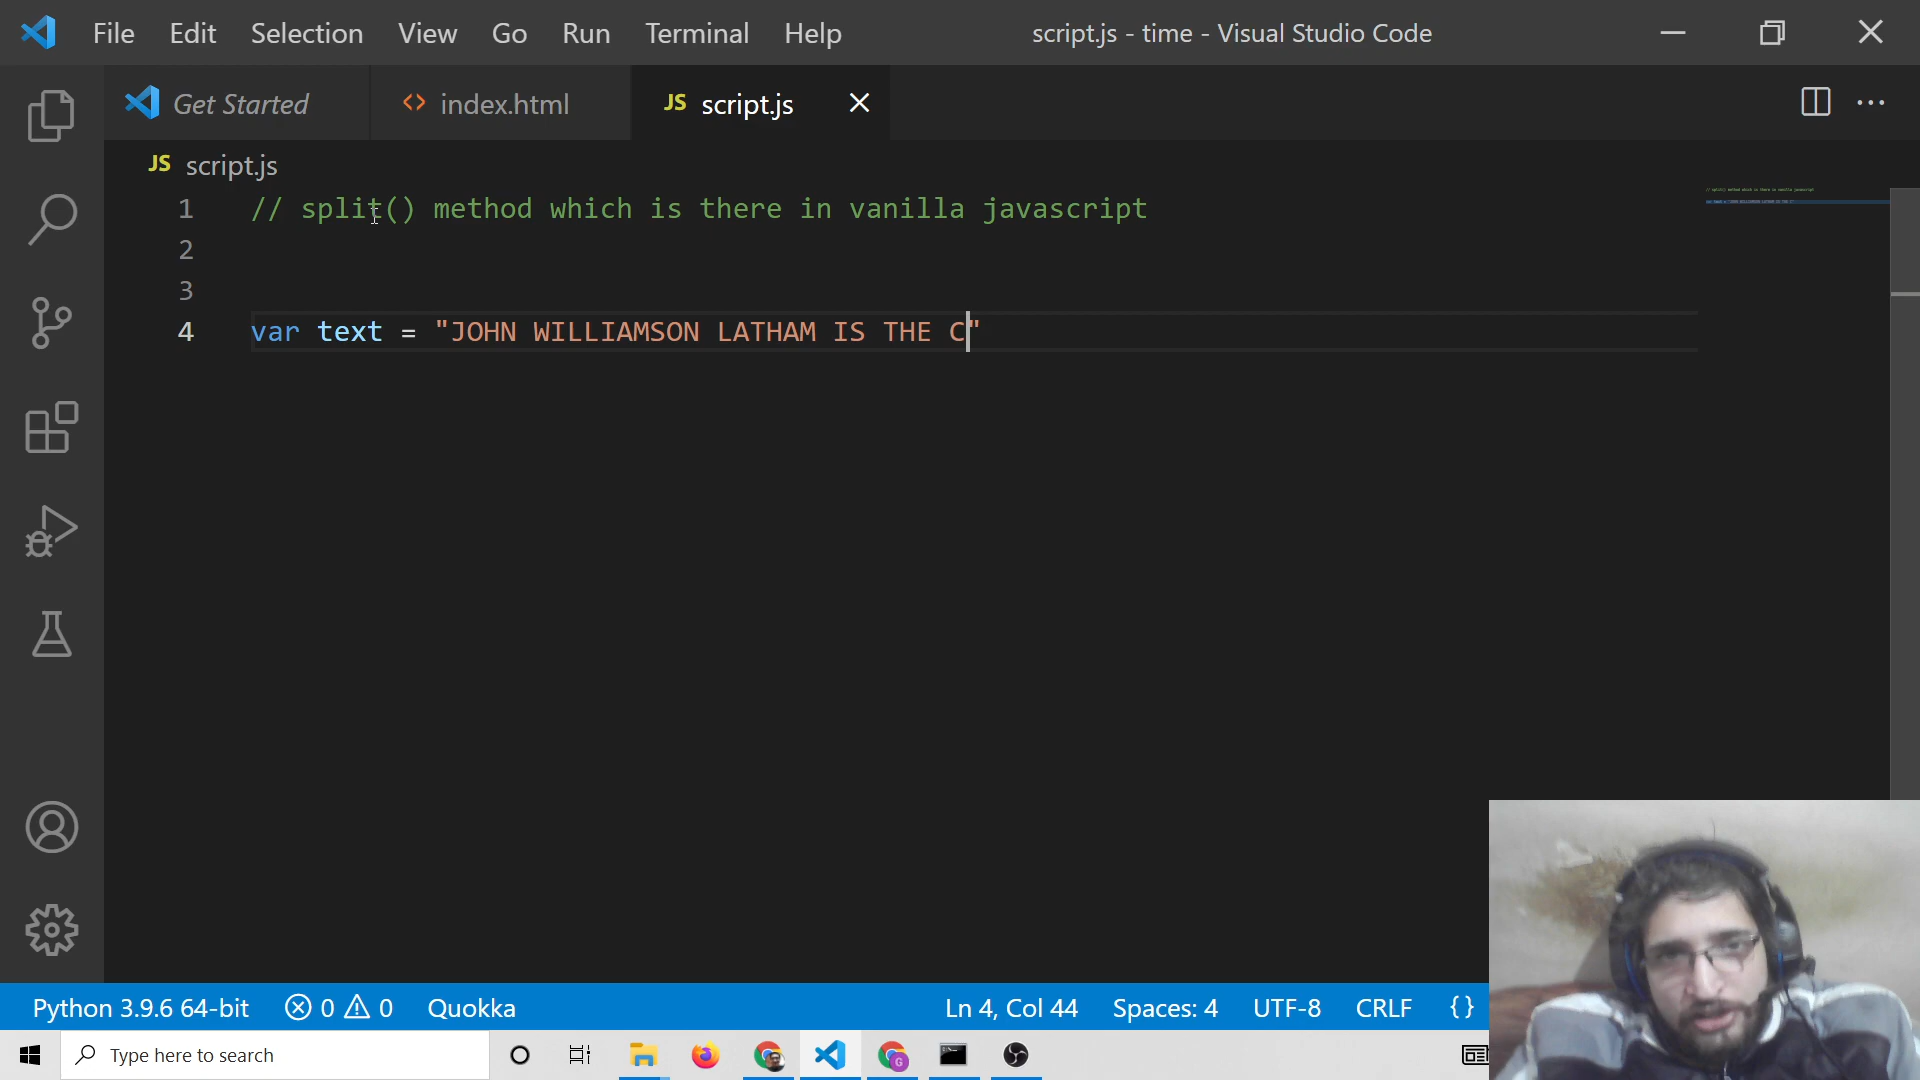 File Edit Selection View Go Run Terminal Help script.js - time - Visual Studio Code
Get Started index.html JS script.js
JS script.js
1 // split() method which is there in vanilla javascript
2
3
4 var text = "JOHN WILLIAMSON LATHAM IS THE C"
Python 3.9.6 64-bit 0 0 Quokka Ln 4, Col 44 Spaces: 4 UTF-8 CRLF {}
Type here to search